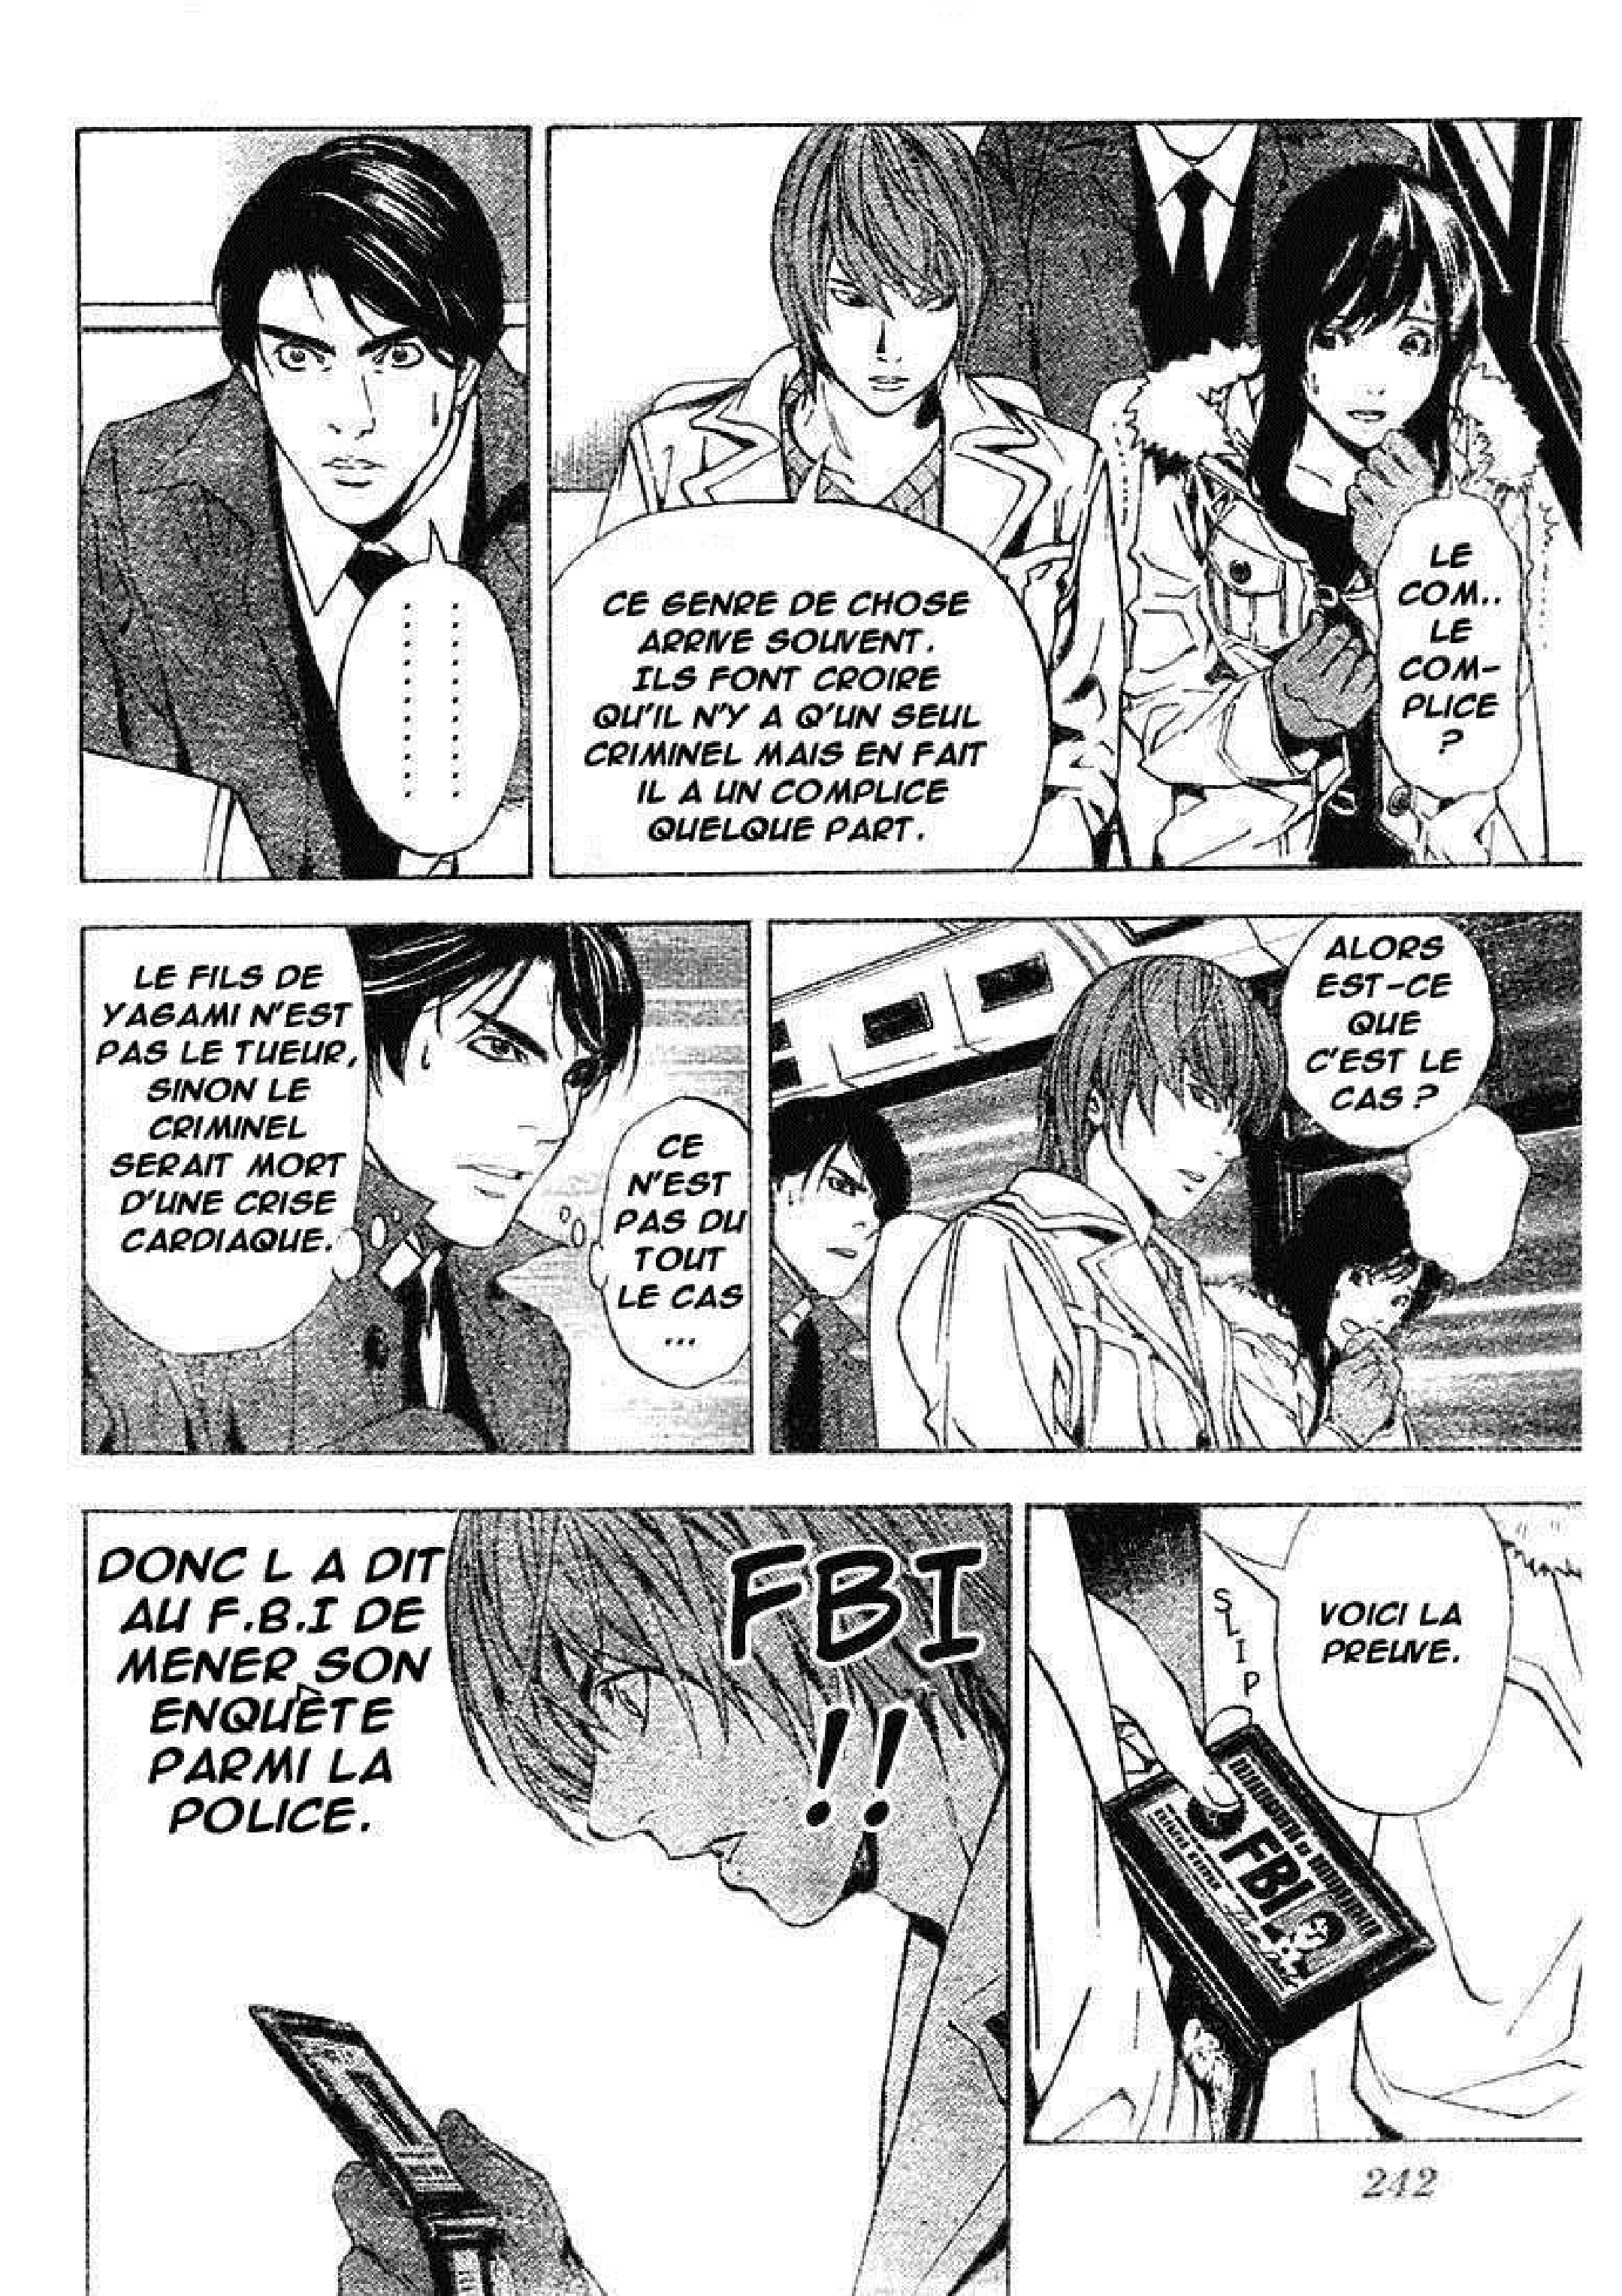 LE
COM..
LE
COM-
PLICE
?
CE GENRE DE CHOSE
ARRIVE SOUVENT.
ILS FONT CROIRE
QU'IL N'Y A Q'UN SEUL
CRIMINEL MAIS EN FAIT
IL A UN COMPLICE
QUELQUE PART.
ALORS
EST-CE
QUE
C'EST LE
CAS ?
CE
N'EST
PAS DU
TOUT
LE CAS
...
LE FILS DE
YAGAMI N'EST
PAS LE TUEUR,
SINON LE
CRIMINEL
SERAIT MORT
D'UNE CRISE
CARDIAQUE.
VOICI LA
PREUVE.
SLIP
FBI
FBI
!!
DONC L A DIT
AU F.B.I DE
MENER SON
ENQUÊTE
PARMI LA
POLICE.
242